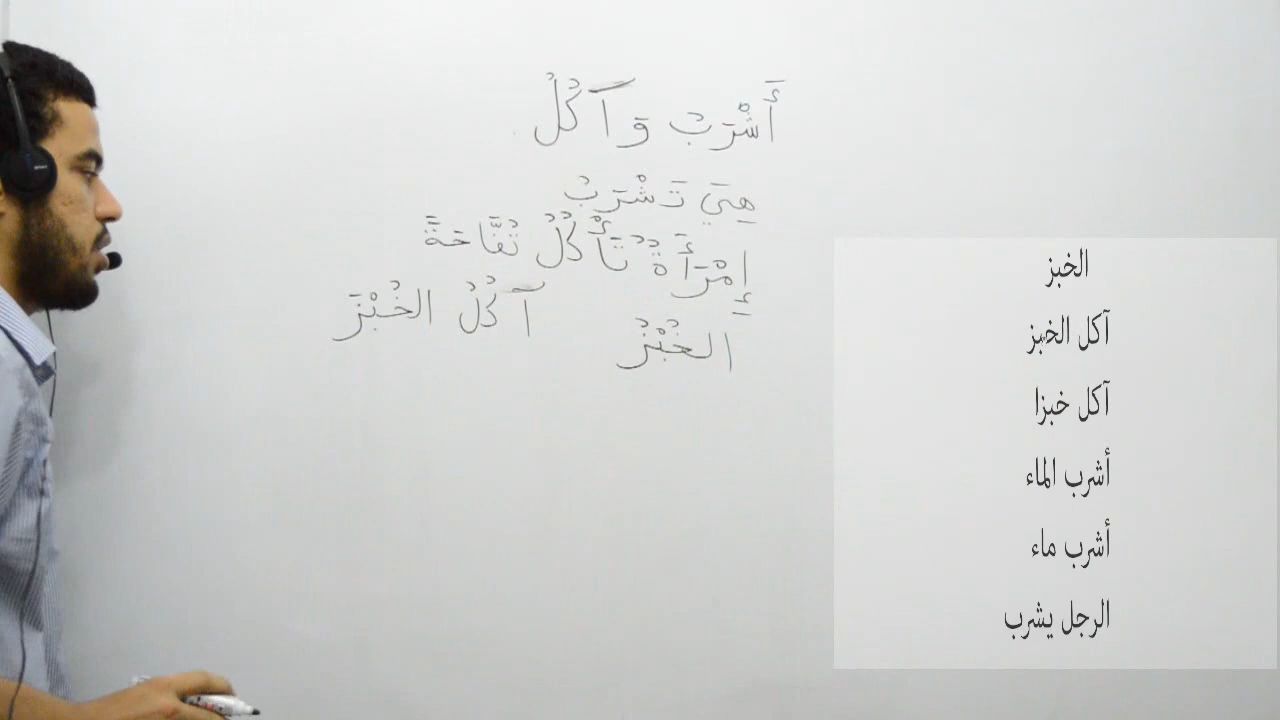 أَشْرَبُ وَ آكُلُ
هِيَ تَشْرَبُ
إِمْرَأَةٌ تَأْكُلُ تُفَّاحَةً
الخُبْزُ آكُلُ الخُبْزَ
الخبز
آكل الخبز
آكل خبزا
أشرب الماء
أشرب ماء
الرجل يشرب